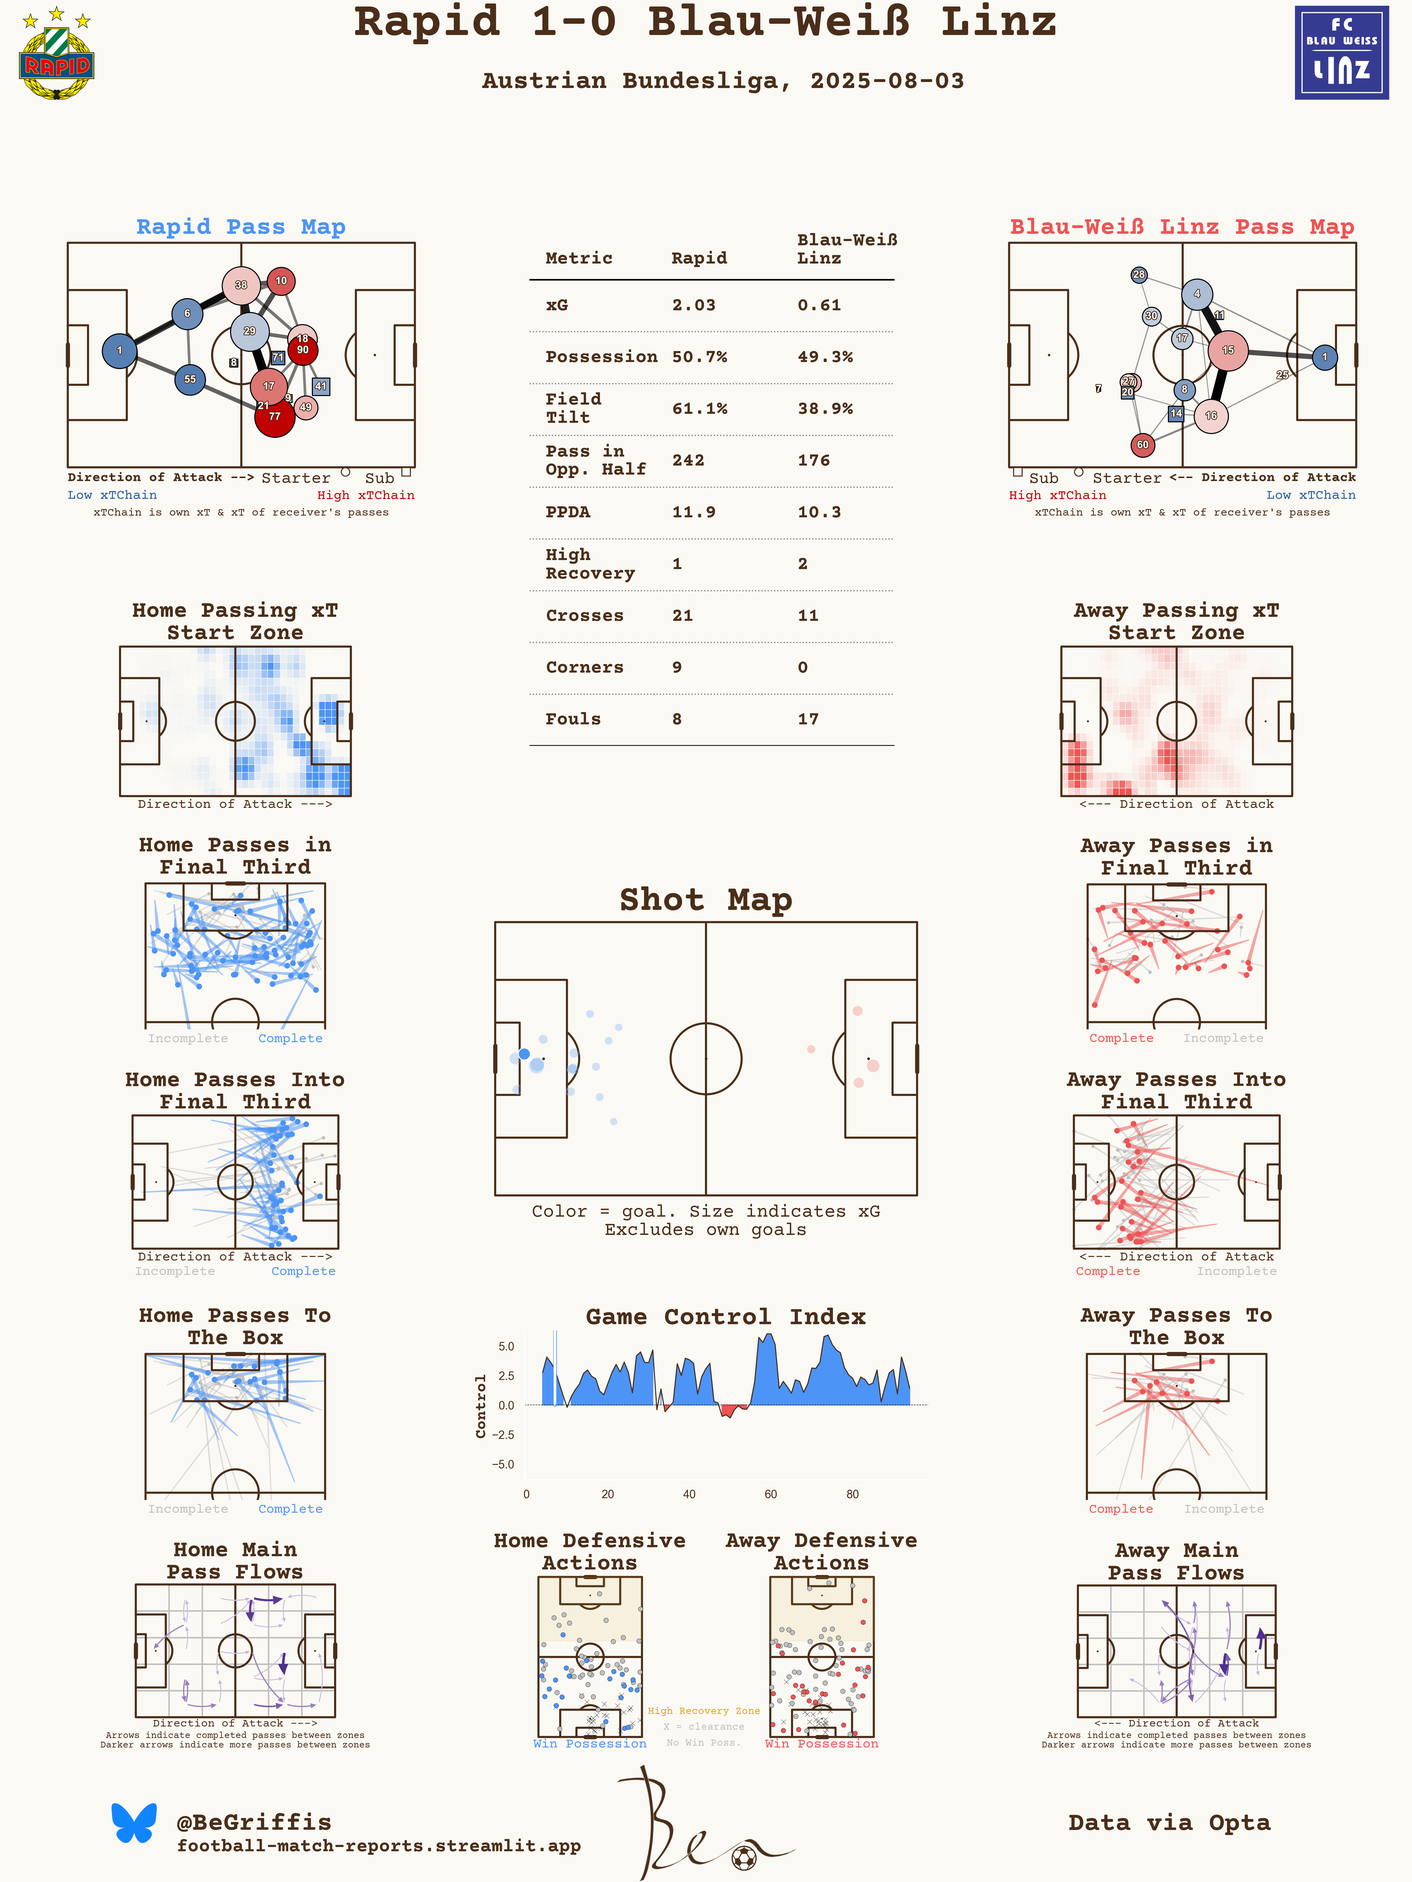 Rapid 1-0 Blau-Weiß Linz
Austrian Bundesliga, 2025-08-03
RAPID
FC
BLAU WEISS
LINZ
Rapid Pass Map
38
10
6
29
18
90
1
8
71
55
17
41
9
21
49
77
Direction of Attack --> Starter Sub
Low xTChain High xTChain
xTChain is own xT & xT of receiver's passes
Metric Rapid Blau-Weiß
Linz
xG 2.03 0.61
Possession 50.7% 49.3%
Field
Tilt 61.1% 38.9%
Pass in
Opp. Half 242 176
PPDA 11.9 10.3
High
Recovery 1 2
Crosses 21 11
Corners 9 0
Fouls 8 17
Blau-Weiß Linz Pass Map
28
4
30
11
17
15
1
25
27
7
20
8
14
16
60
Sub Starter <-- Direction of Attack
High xTChain Low xTChain
xTChain is own xT & xT of receiver's passes
Home Passing xT
Start Zone
Direction of Attack --->
Away Passing xT
Start Zone
<--- Direction of Attack
Home Passes in
Final Third
Incomplete Complete
Away Passes in
Final Third
Complete Incomplete
Shot Map
Color = goal. Size indicates xG
Excludes own goals
Home Passes Into
Final Third
Direction of Attack --->
Incomplete Complete
Away Passes Into
Final Third
<--- Direction of Attack
Complete Incomplete
Home Passes To
The Box
Incomplete Complete
Game Control Index
Control
5.0
2.5
0.0
−2.5
−5.0
0 20 40 60 80
Away Passes To
The Box
Complete Incomplete
Home Main
Pass Flows
Direction of Attack --->
Arrows indicate completed passes between zones
Darker arrows indicate more passes between zones
Home Defensive
Actions
Win Possession
High Recovery Zone
X = clearance
No Win Poss.
Away Defensive
Actions
Win Possession
Away Main
Pass Flows
<--- Direction of Attack
Arrows indicate completed passes between zones
Darker arrows indicate more passes between zones
@BeGriffis
football-match-reports.streamlit.app
Ben
Data via Opta